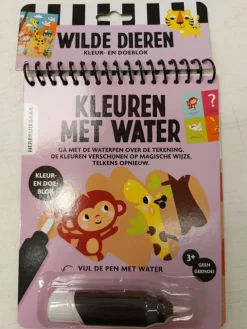 WILDE DIEREN
KLEUR- EN DOEBLOK
KLEUREN
MET WATER
HERBRUIKBAAR
GA MET DE WATERPEN OVER DE TEKENING.
DE KLEUREN VERSCHIJNEN OP MAGISCHE WIJZE,
TELKENS OPNIEUW.
KLEUR-
EN DOE-
BLOK
?
3+
GEEN
GEKNOEI
VUL DE PEN MET WATER